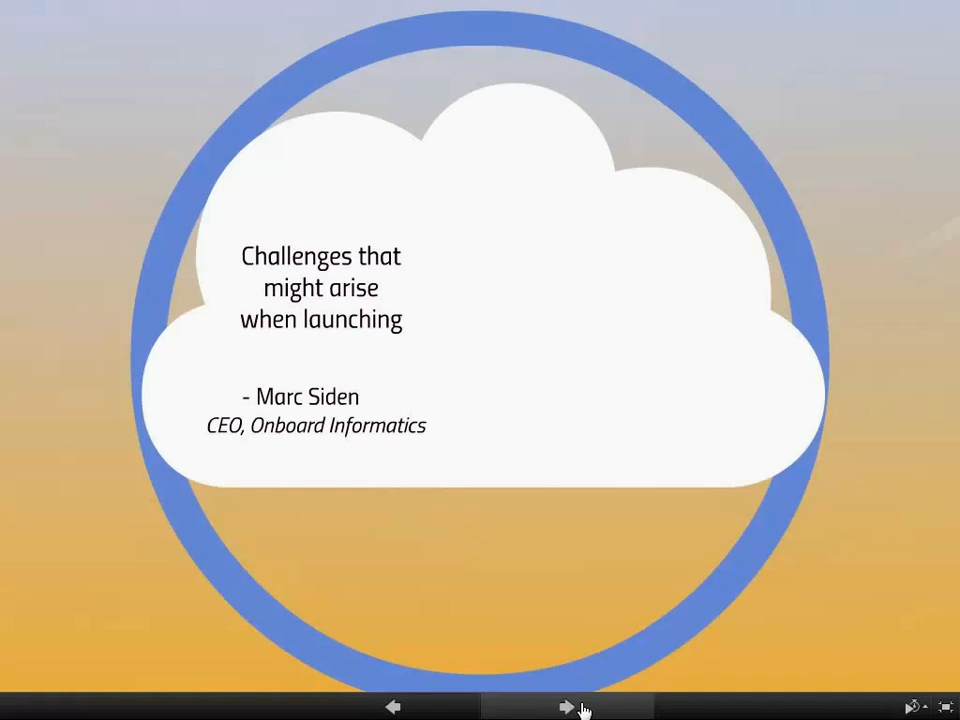 Challenges that
might arise
when launching
- Marc Siden
CEO, Onboard Informatics